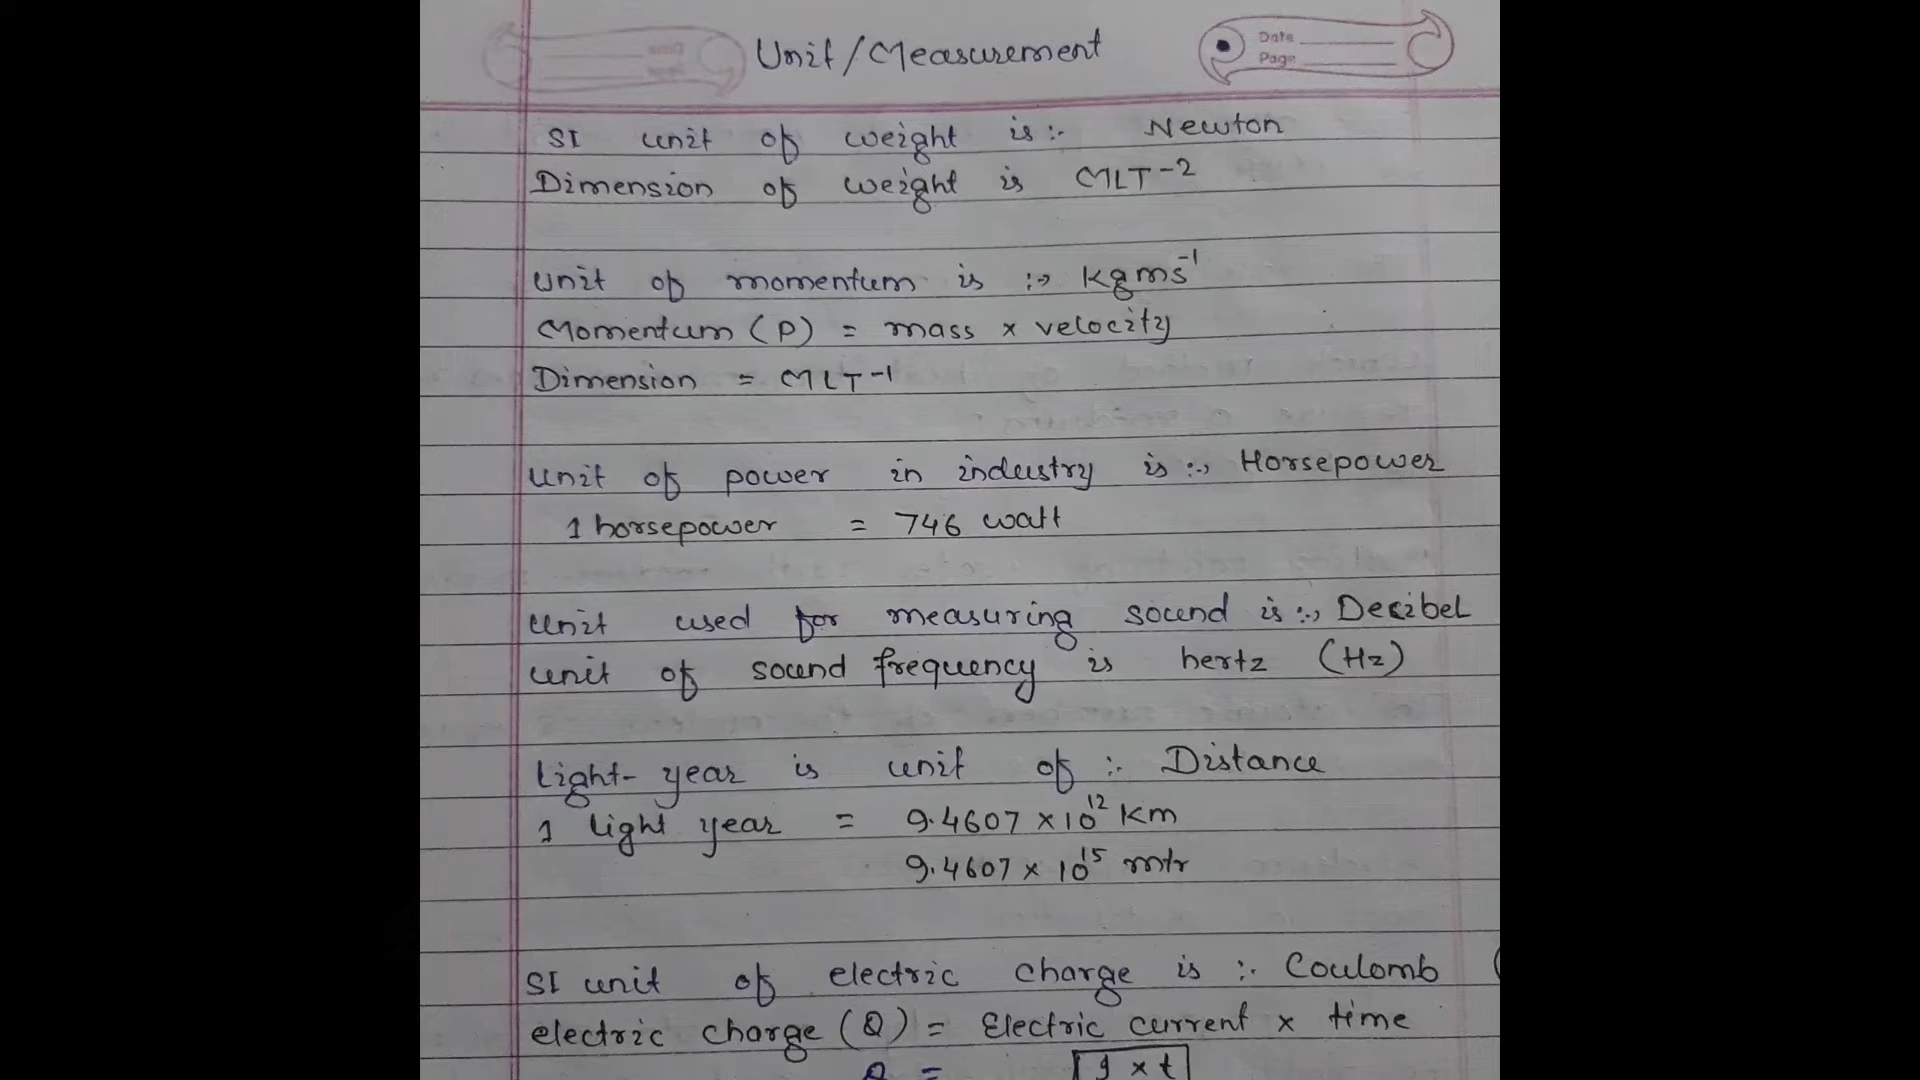 Unit/Measurement
Date
Page
SI unit of weight is :- Newton
Dimension of weight is MLT-2
Unit of momentum is :→ kgms⁻¹
Momentum (P) = mass × velocity
Dimension = MLT-1
Unit of power in industry is :→ Horsepower
1 horsepower = 746 watt
Unit used for measuring sound is :→ Decibel
unit of sound frequency is hertz (Hz)
Light-year is unit of :- Distance
1 light year = 9.4607 × 10¹² km
9.4607 × 10¹⁵ mtr
SI unit of electric charge is :- Coulomb (
electric charge (Q) = Electric current × time
Q = I × t